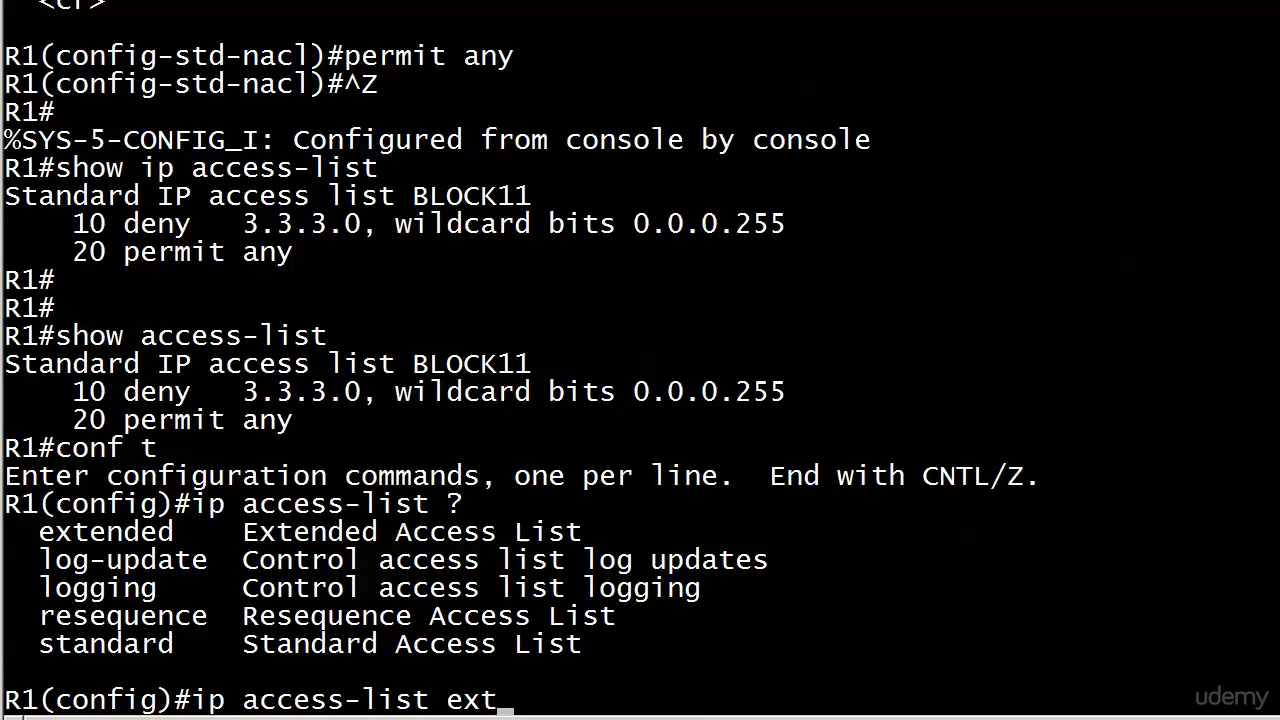 <cr>
R1(config-std-nacl)#permit any
R1(config-std-nacl)#^Z
R1#
%SYS-5-CONFIG_I: Configured from console by console
R1#show ip access-list
Standard IP access list BLOCK11
    10 deny   3.3.3.0, wildcard bits 0.0.0.255
    20 permit any
R1#
R1#
R1#show access-list
Standard IP access list BLOCK11
    10 deny   3.3.3.0, wildcard bits 0.0.0.255
    20 permit any
R1#conf t
Enter configuration commands, one per line.  End with CNTL/Z.
R1(config)#ip access-list ?
  extended    Extended Access List
  log-update  Control access list log updates
  logging     Control access list logging
  resequence  Resequence Access List
  standard    Standard Access List
R1(config)#ip access-list ext
udemy